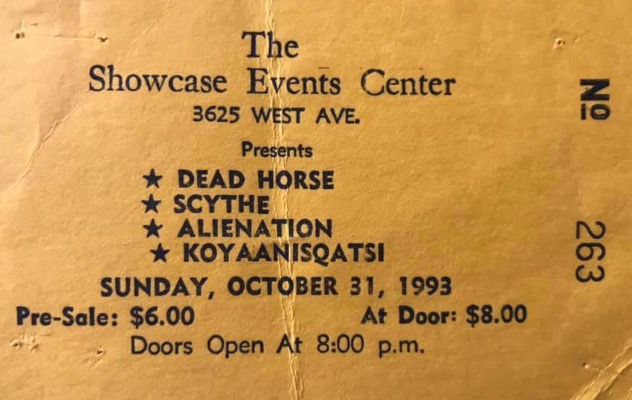 The
Showcase Events Center
3625 WEST AVE.
Presents
★ DEAD HORSE
★ SCYTHE
★ ALIENATION
★ KOYAANISQATSI
SUNDAY, OCTOBER 31, 1993
Pre-Sale: $6.00 At Door: $8.00
Doors Open At 8:00 p.m.
Nº 263